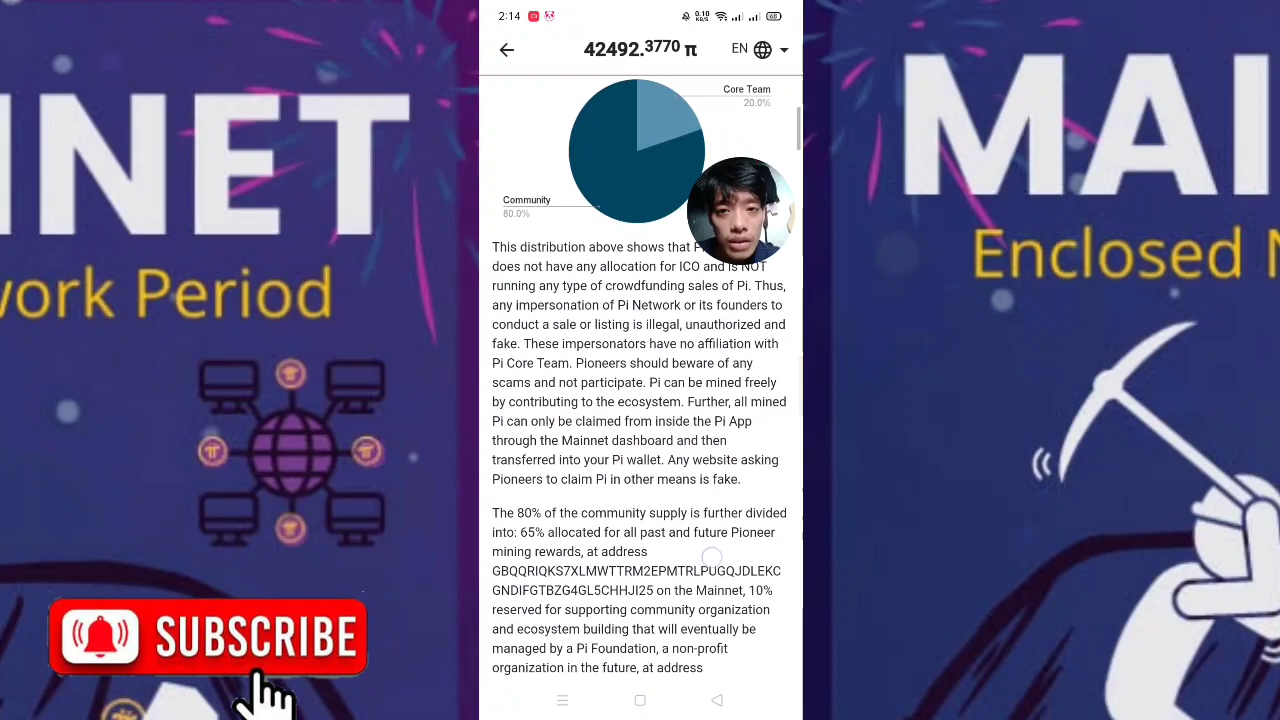 2:14
0.10
KB/S
68
42492.3770 π
EN
Core Team
20.0%
Community
80.0%
This distribution above shows that
does not have any allocation for ICO and is NOT
running any type of crowdfunding sales of Pi. Thus,
any impersonation of Pi Network or its founders to
conduct a sale or listing is illegal, unauthorized and
fake. These impersonators have no affiliation with
Pi Core Team. Pioneers should beware of any
scams and not participate. Pi can be mined freely
by contributing to the ecosystem. Further, all mined
Pi can only be claimed from inside the Pi App
through the Mainnet dashboard and then
transferred into your Pi wallet. Any website asking
Pioneers to claim Pi in other means is fake.
The 80% of the community supply is further divided
into: 65% allocated for all past and future Pioneer
mining rewards, at address
GBQQRIQKS7XLMWTTRM2EPMTRLPUGQJDLEKC
GNDIFGTBZG4GL5CHHJI25 on the Mainnet, 10%
reserved for supporting community organization
and ecosystem building that will eventually be
managed by a Pi Foundation, a non-profit
organization in the future, at address
INNET
work Period
SUBSCRIBE
MAI
Enclosed N